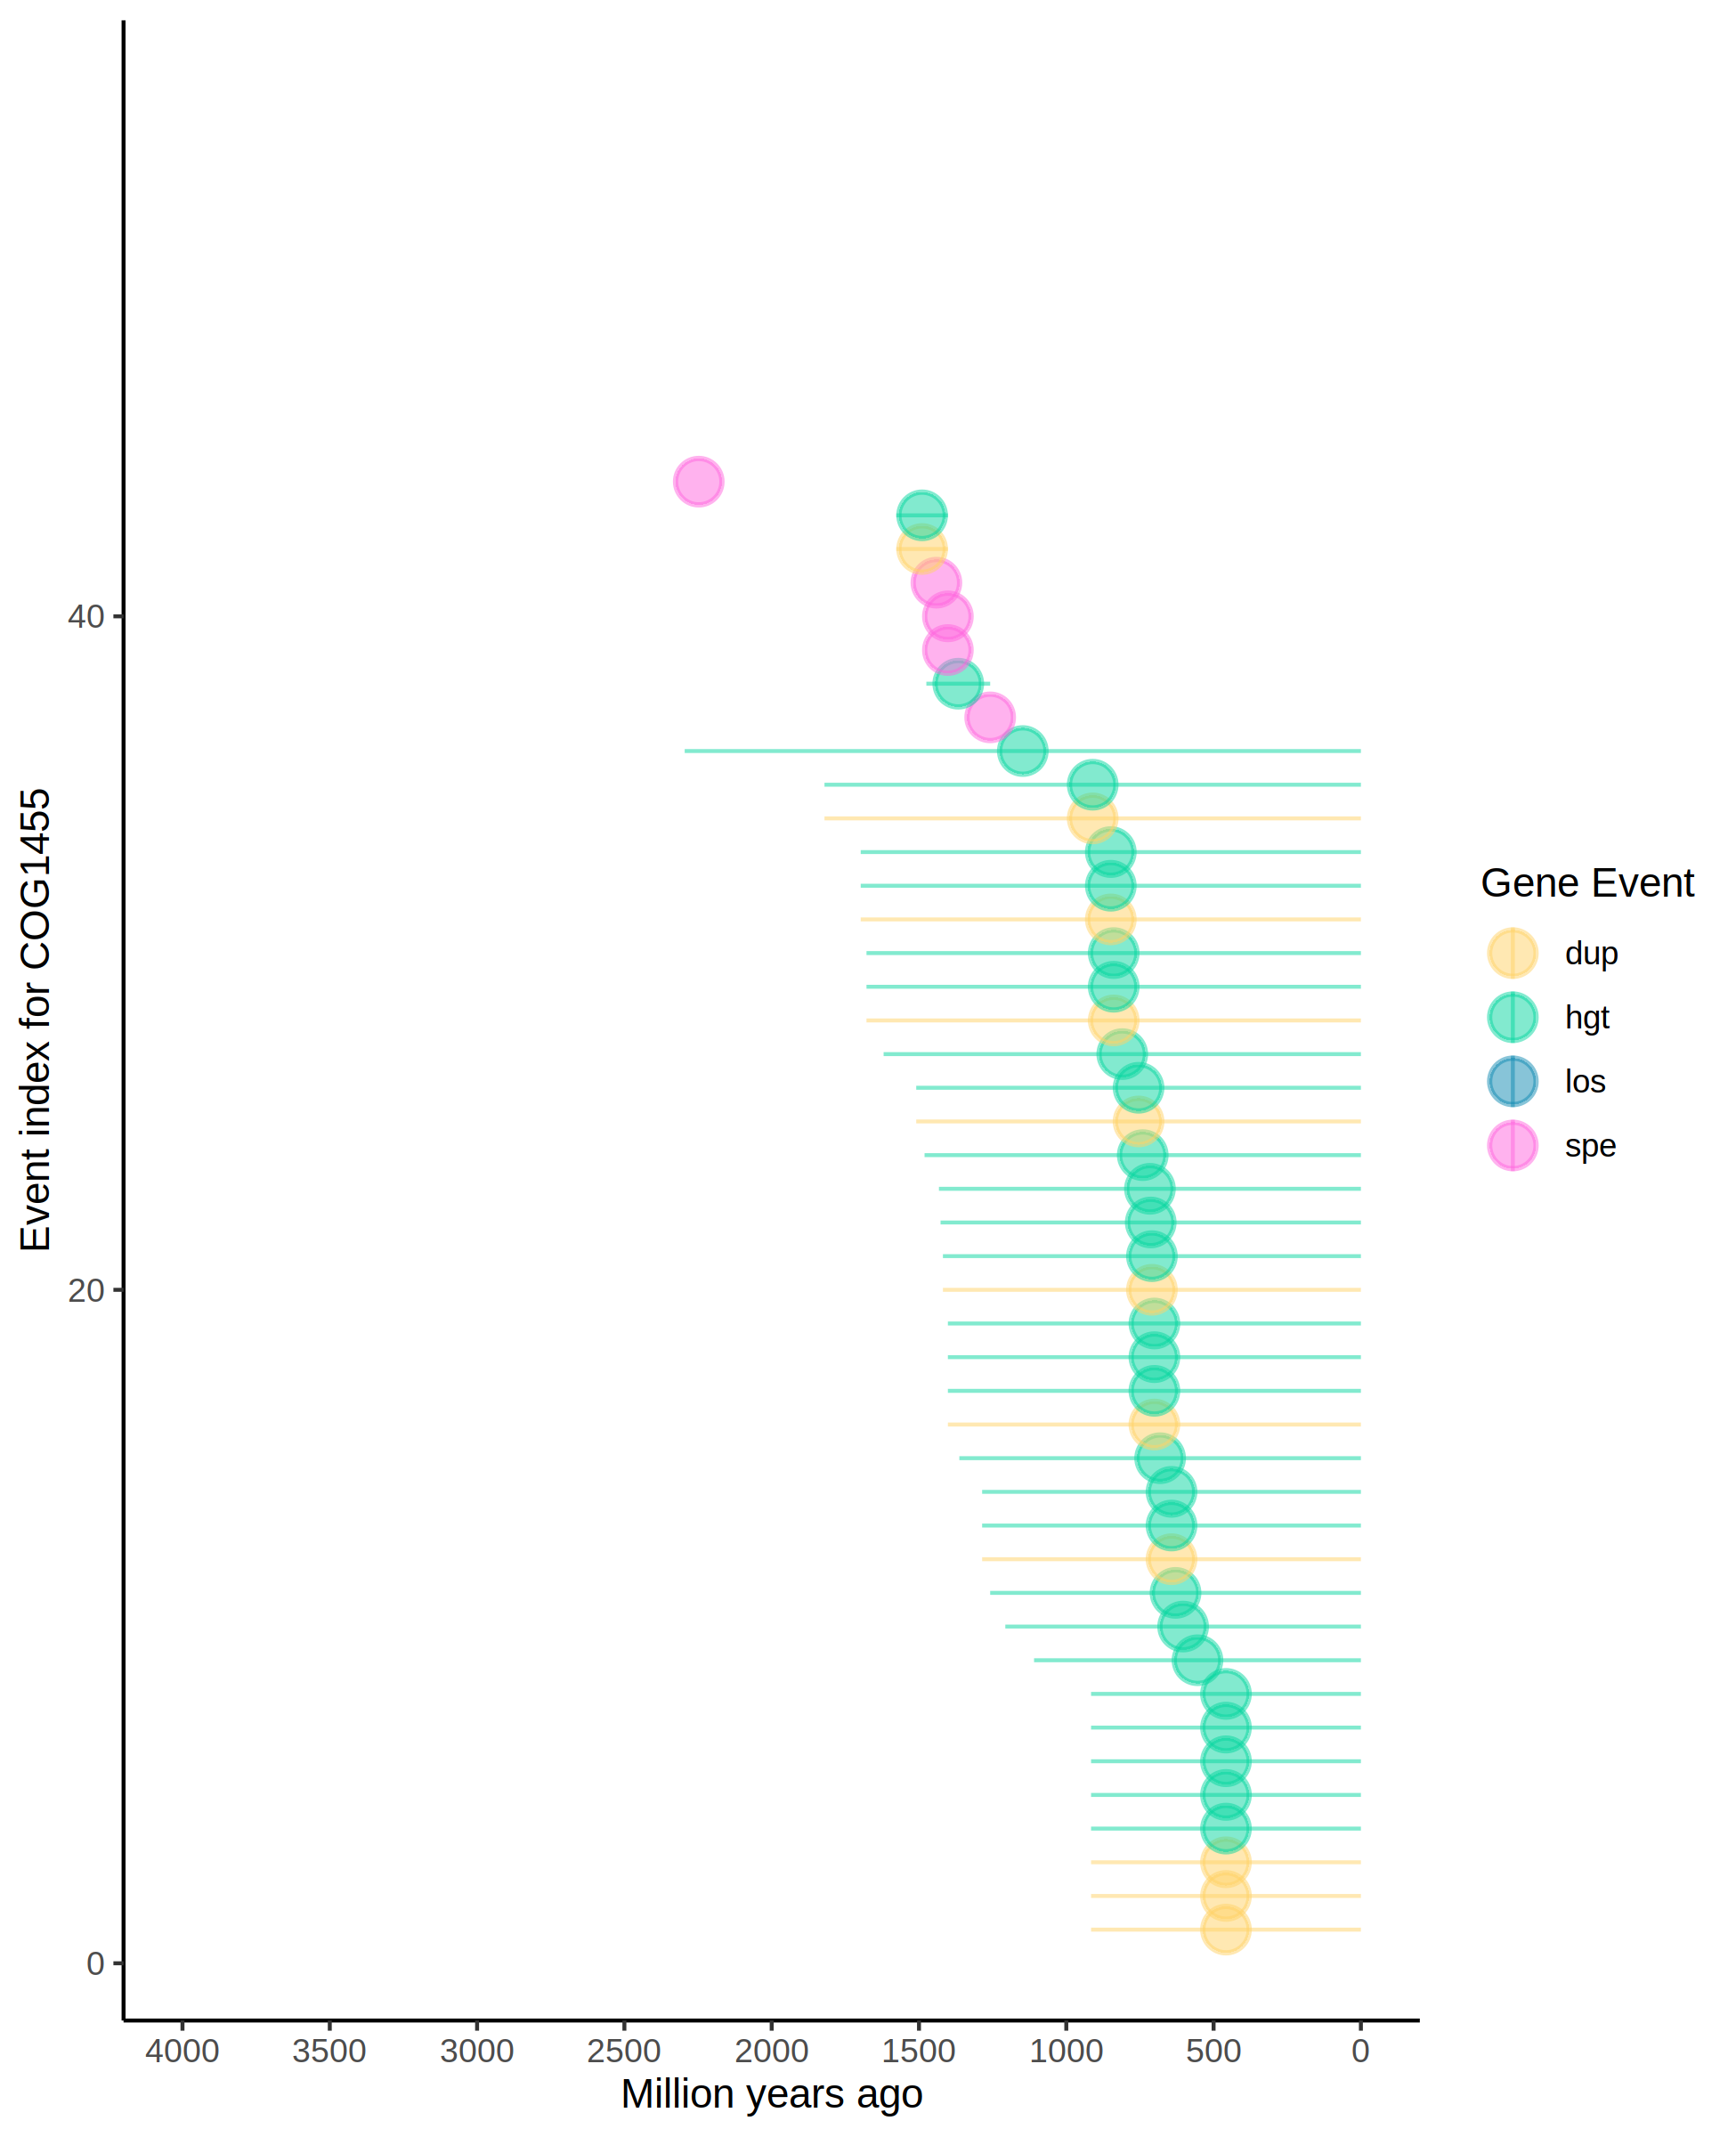 Event index for COG1455
40
20
0
4000 3500 3000 2500 2000 1500 1000 500 0
Million years ago
Gene Event
dup
hgt
los
spe